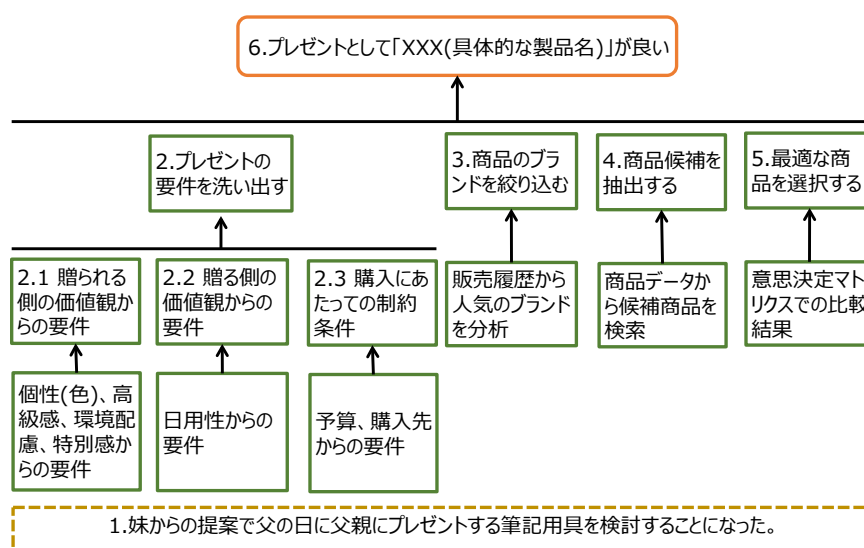 6.プレゼントとして「XXX(具体的な製品名)」が良い
2.プレゼントの
要件を洗い出す
3.商品のブラ
ンドを絞り込む
4.商品候補を
抽出する
5.最適な商
品を選択する
2.1 贈られる
側の価値観か
らの要件
2.2 贈る側の
価値観からの
要件
2.3 購入にあ
たっての制約
条件
販売履歴から
人気のブランド
を分析
商品データか
ら候補商品を
検索
意思決定マト
リクスでの比較
結果
個性(色)、高
級感、環境配
慮、特別感か
らの要件
日用性からの
要件
予算、購入先
からの要件
1.妹からの提案で父の日に父親にプレゼントする筆記用具を検討することになった。